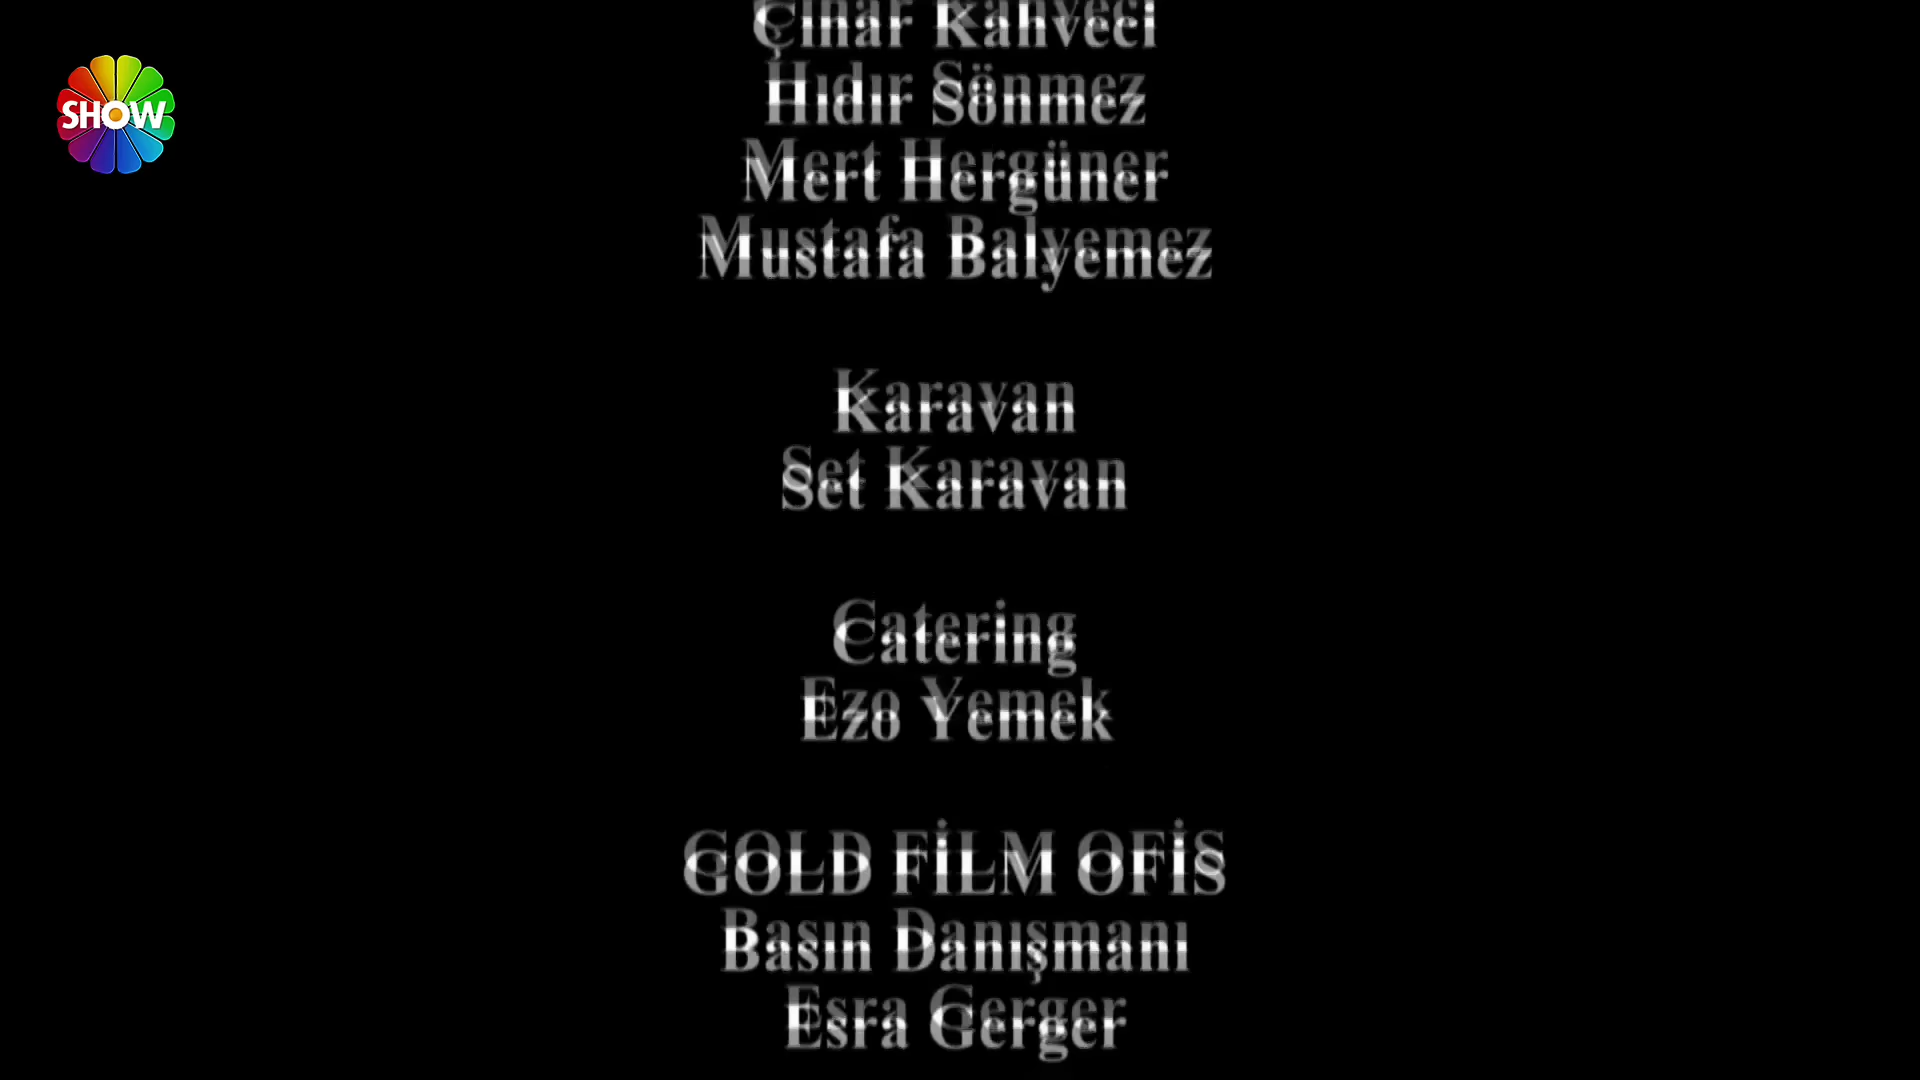 SHOW
Çınar Kahveci
Hıdır Sönmez
Mert Hergüner
Mustafa Balyemez
Karavan
Set Karavan
Catering
Ezo Yemek
GOLD FİLM OFİS
Basın Danışmanı
Esra Gerger